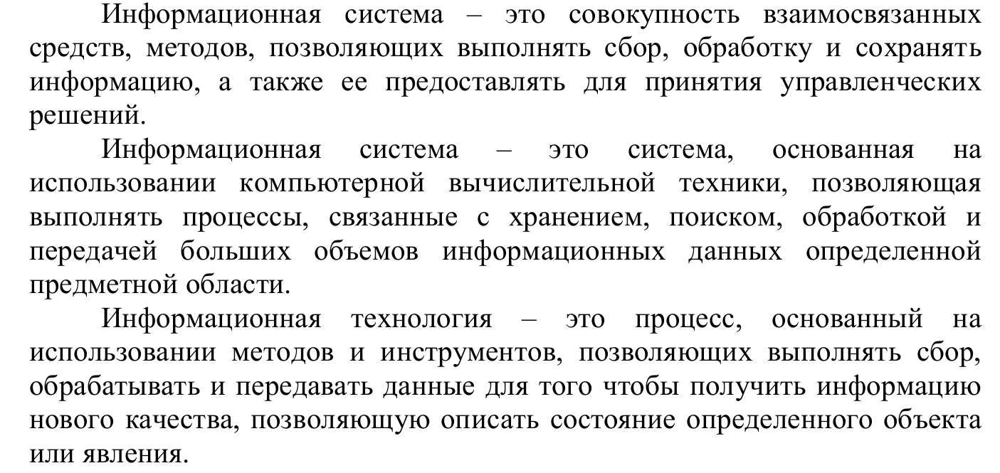 Информационная система – это совокупность взаимосвязанных
средств, методов, позволяющих выполнять сбор, обработку и сохранять
информацию, а также ее предоставлять для принятия управленческих
решений.
Информационная система – это система, основанная на
использовании компьютерной вычислительной техники, позволяющая
выполнять процессы, связанные с хранением, поиском, обработкой и
передачей больших объемов информационных данных определенной
предметной области.
Информационная технология – это процесс, основанный на
использовании методов и инструментов, позволяющих выполнять сбор,
обрабатывать и передавать данные для того чтобы получить информацию
нового качества, позволяющую описать состояние определенного объекта
или явления.